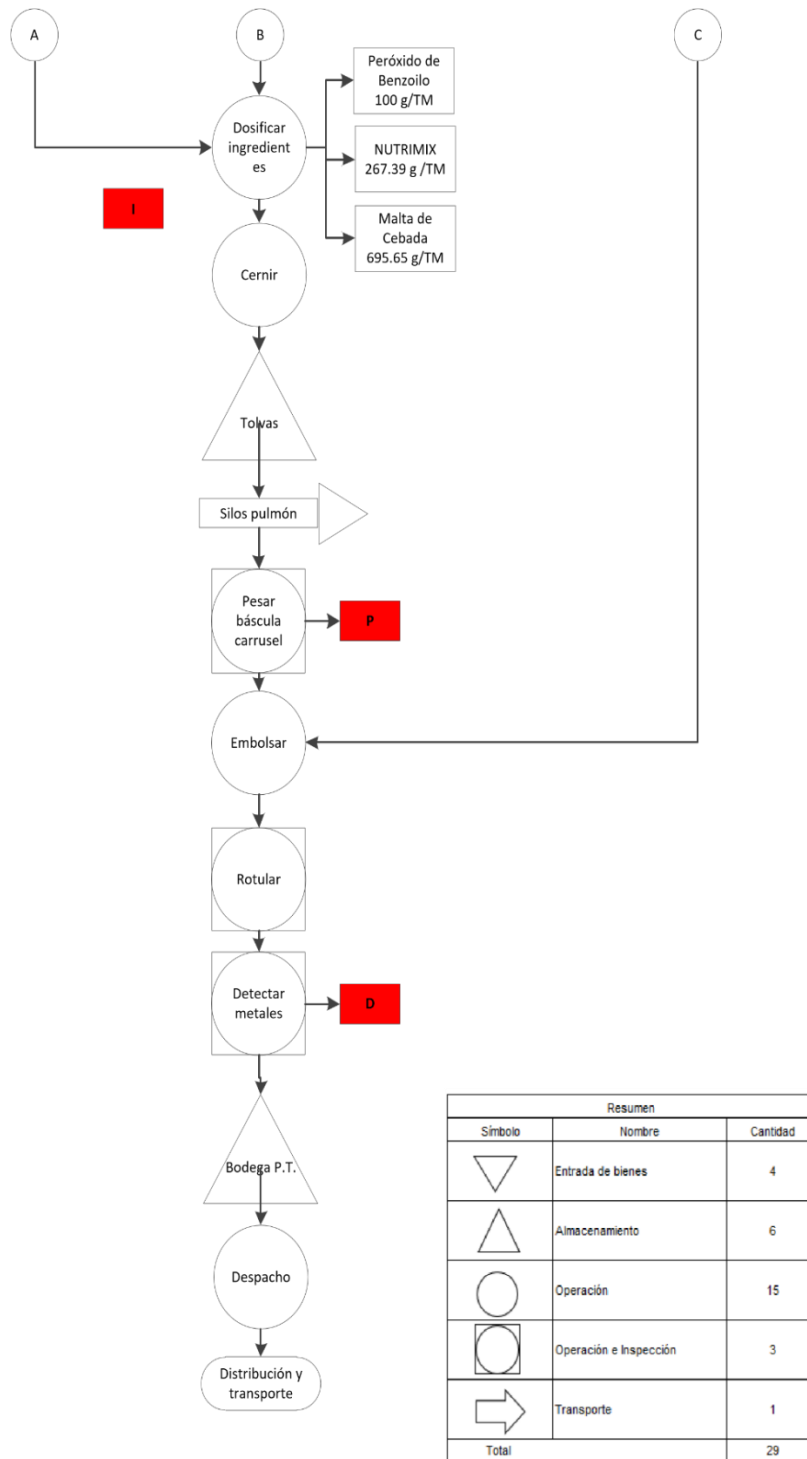 A
B
C
Peróxido de
Benzoilo
100 g/TM
Dosificar
ingredient
es
NUTRIMIX
267.39 g /TM
I
Malta de
Cebada
695.65 g/TM
Cernir
Tolvas
Silos pulmón
Pesar
báscula
carrusel
P
Embolsar
Rotular
Detectar
metales
D
Bodega P.T.
Despacho
Distribución y
transporte
Resumen
Símbolo Nombre Cantidad
Entrada de bienes 4
Almacenamiento 6
Operación 15
Operación e Inspección 3
Transporte 1
Total 29